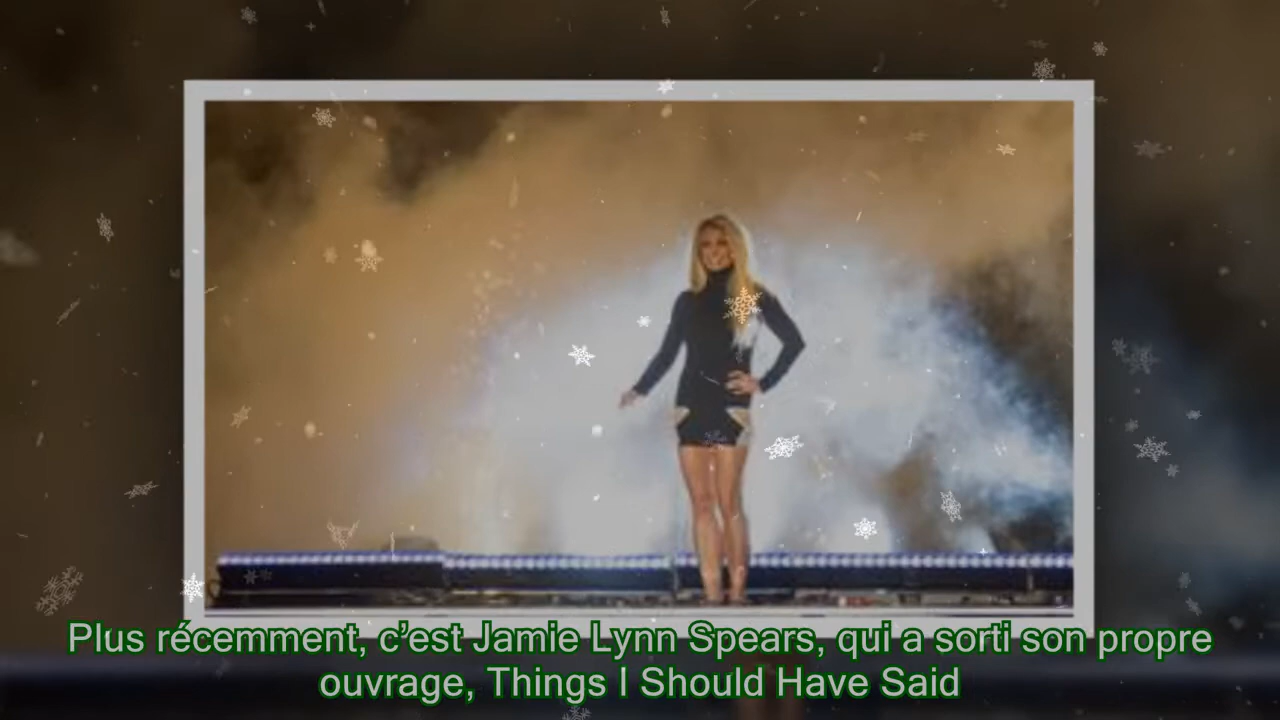 Plus récemment, c’est Jamie Lynn Spears, qui a sorti son propre
ouvrage, Things I Should Have Said